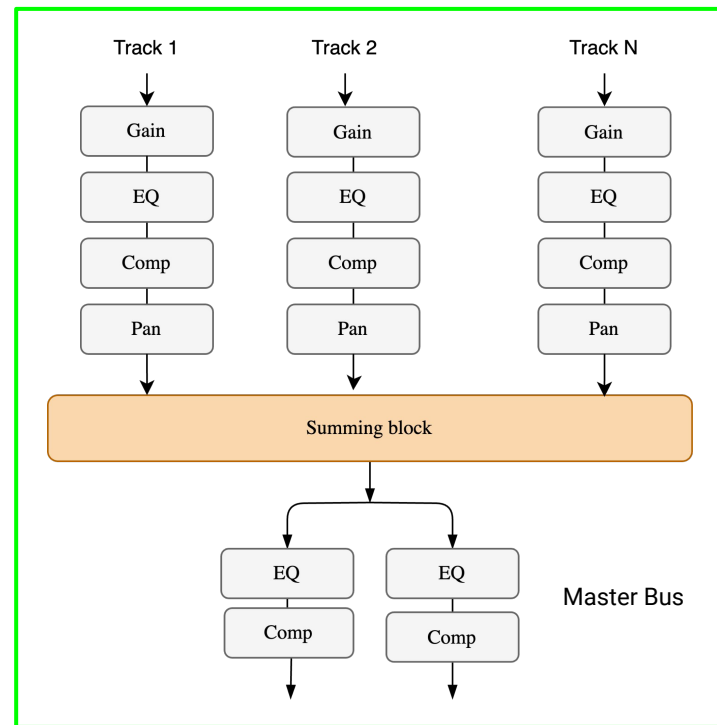 Track 1 Track 2 Track N
Gain Gain Gain
EQ EQ EQ
Comp Comp Comp
Pan Pan Pan
Summing block
EQ EQ
Master Bus
Comp Comp